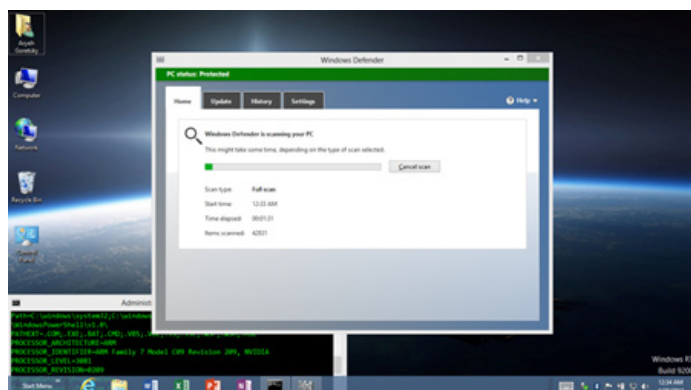 Aryeh
Goretsky
Computer
Network
Recycle Bin
Control
Panel
Windows Defender
PC status: Protected
Home
Update
History
Settings
Help
Windows Defender is scanning your PC
This might take some time, depending on the type of scan selected.
Cancel scan
Scan type: Full scan
Start time: 12:33 AM
Time elapsed: 00:01:31
Items scanned: 42831
Administ
Path=C:\windows\system32;C:\windows
\WindowsPowerShell\v1.0\
PATHEXT=.COM;.EXE;.BAT;.CMD;.VBS;
PROCESSOR_ARCHITECTURE=ARM
PROCESSOR_IDENTIFIER=ARM Family 7 Model C09 Revision 209, NVIDIA
PROCESSOR_LEVEL=3081
PROCESSOR_REVISION=0209
Windows R
Build 920
Start Menu
12:34 AM